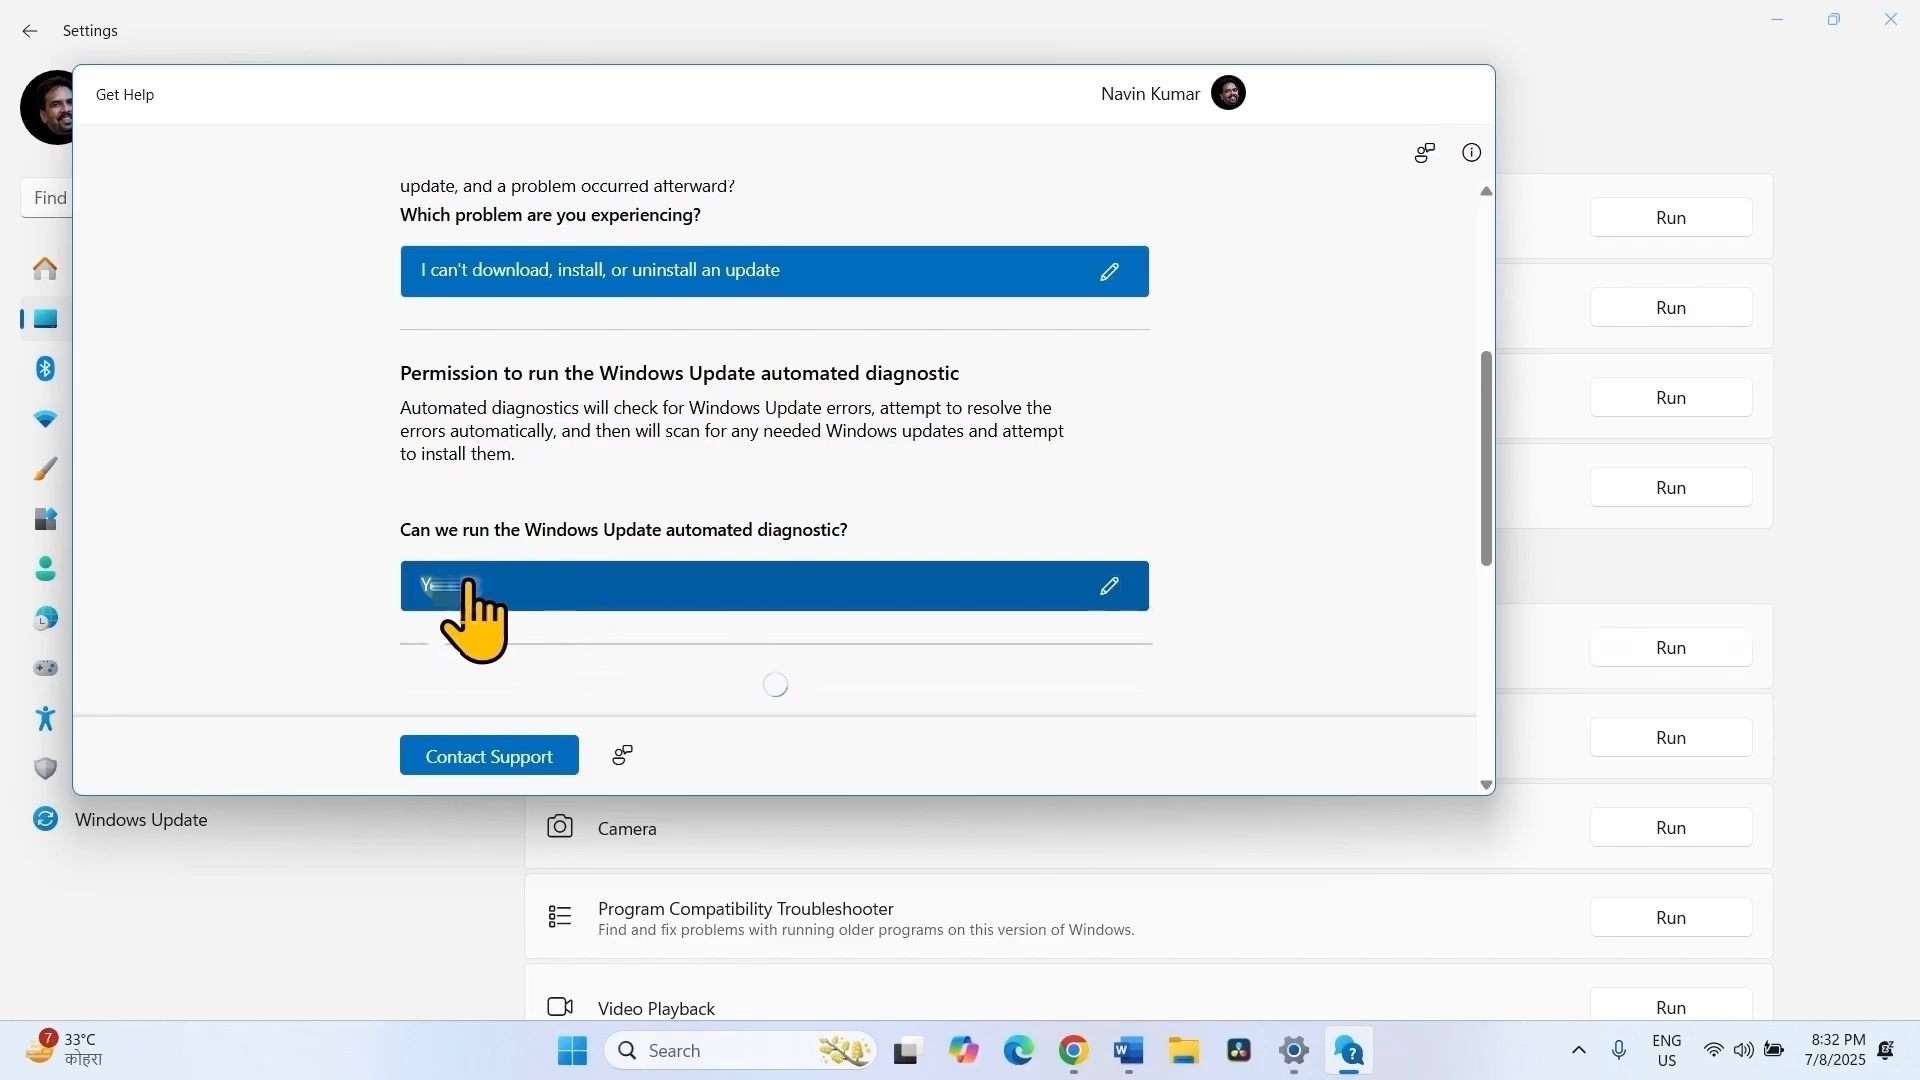 Settings
Get Help
Navin Kumar
Find
update, and a problem occurred afterward?
Which problem are you experiencing?
I can't download, install, or uninstall an update
Permission to run the Windows Update automated diagnostic
Automated diagnostics will check for Windows Update errors, attempt to resolve the
errors automatically, and then will scan for any needed Windows updates and attempt
to install them.
Can we run the Windows Update automated diagnostic?
Contact Support
Run
Run
Run
Run
Run
Run
Windows Update
Camera
Run
Program Compatibility Troubleshooter
Find and fix problems with running older programs on this version of Windows.
Run
Video Playback
Run
7
33°C
कोहरा
Search
ENG
US
8:32 PM
7/8/2025